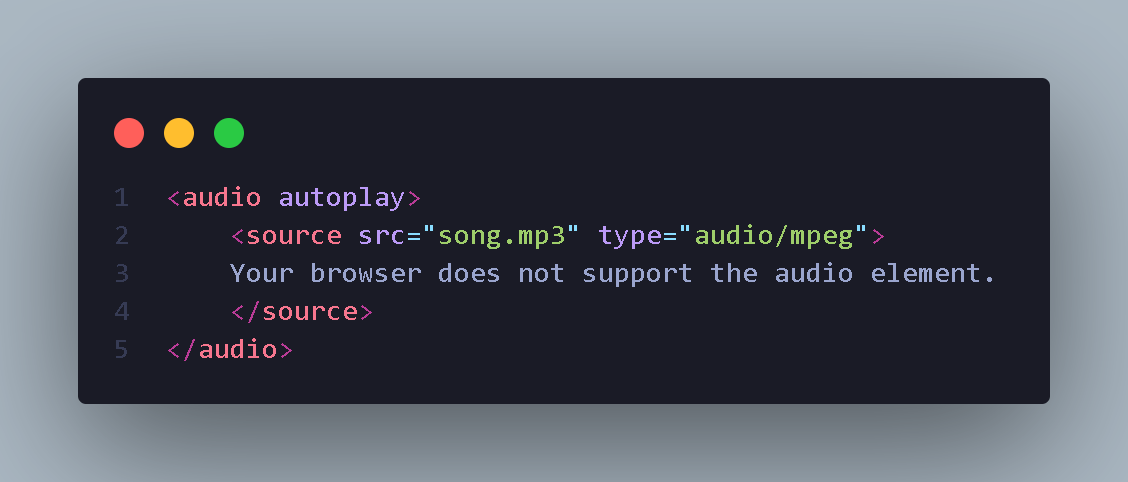 1 <audio autoplay>
2     <source src="song.mp3" type="audio/mpeg">
3     Your browser does not support the audio element.
4     </source>
5 </audio>